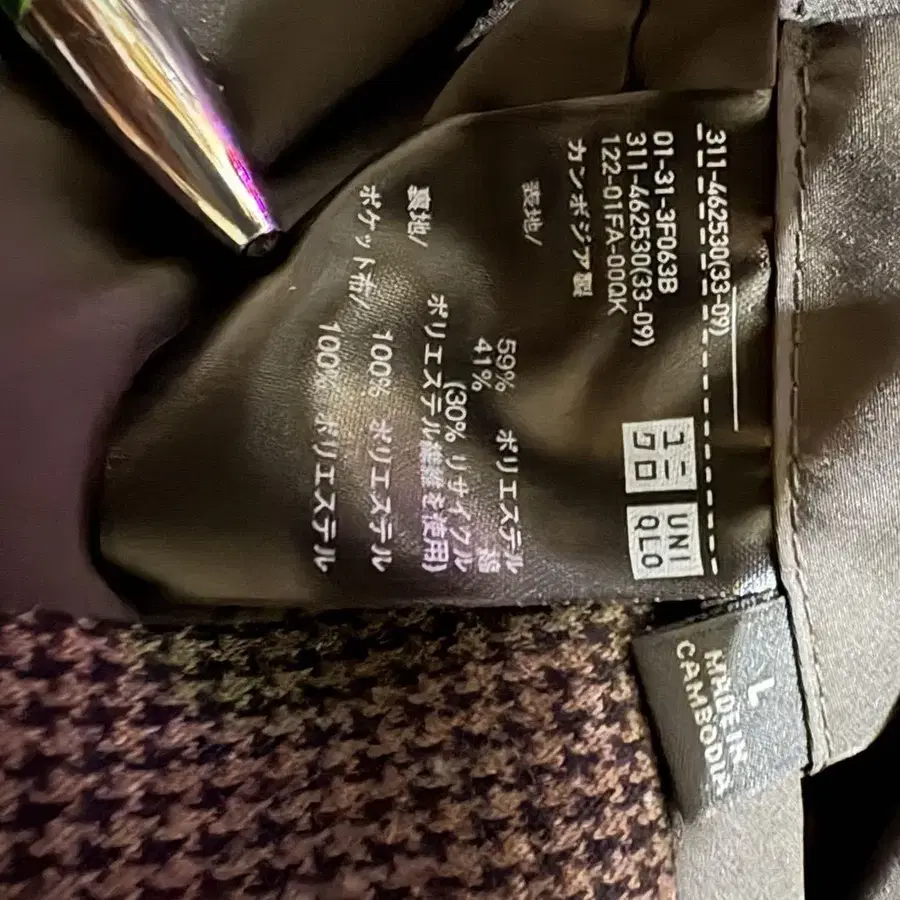 311-462530(33-09)
01-31-3F063B
311-462530(33-09)
122-01FA-000QK
カンボジア製
ユニ
クロ
UNI
QLO
表地/
59% ポリエステル
41% 綿
(30% リサイクル
ポリエステル繊維を使用)
裏地/
100% ポリエステル
ポケット布/
100% ポリエステル
L
MADE IN
CAMBODIA